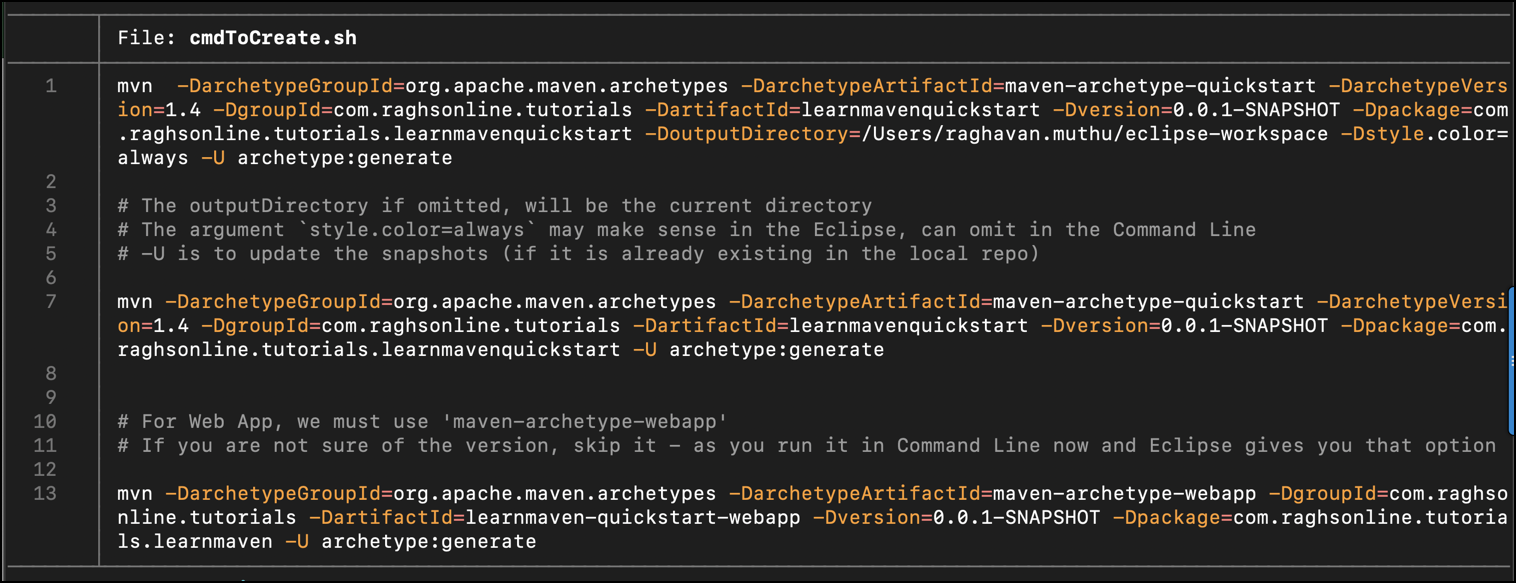 File: cmdToCreate.sh
1 mvn  -DarchetypeGroupId=org.apache.maven.archetypes -DarchetypeArtifactId=maven-archetype-quickstart -DarchetypeVers
ion=1.4 -DgroupId=com.raghsonline.tutorials -DartifactId=learnmavenquickstart -Dversion=0.0.1-SNAPSHOT -Dpackage=com
.raghsonline.tutorials.learnmavenquickstart -DoutputDirectory=/Users/raghavan.muthu/eclipse-workspace -Dstyle.color=
always -U archetype:generate
2
3 # The outputDirectory if omitted, will be the current directory
4 # The argument `style.color=always` may make sense in the Eclipse, can omit in the Command Line
5 # -U is to update the snapshots (if it is already existing in the local repo)
6
7 mvn -DarchetypeGroupId=org.apache.maven.archetypes -DarchetypeArtifactId=maven-archetype-quickstart -DarchetypeVersi
on=1.4 -DgroupId=com.raghsonline.tutorials -DartifactId=learnmavenquickstart -Dversion=0.0.1-SNAPSHOT -Dpackage=com.
raghsonline.tutorials.learnmavenquickstart -U archetype:generate
8
9
10 # For Web App, we must use 'maven-archetype-webapp'
11 # If you are not sure of the version, skip it - as you run it in Command Line now and Eclipse gives you that option
12
13 mvn -DarchetypeGroupId=org.apache.maven.archetypes -DarchetypeArtifactId=maven-archetype-webapp -DgroupId=com.raghso
nline.tutorials -DartifactId=learnmaven-quickstart-webapp -Dversion=0.0.1-SNAPSHOT -Dpackage=com.raghsonline.tutoria
ls.learnmaven -U archetype:generate